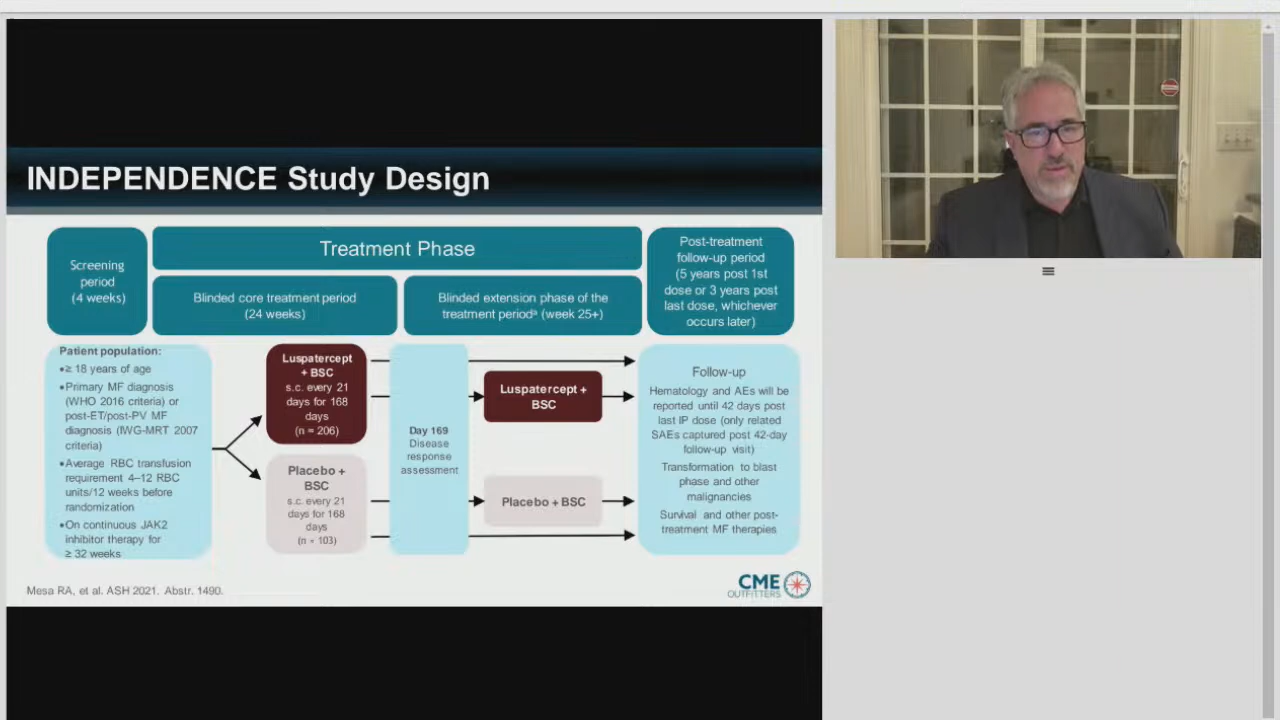 INDEPENDENCE Study Design
Screening
period
(4 weeks)
Treatment Phase
Blinded core treatment period
(24 weeks)
Blinded extension phase of the
treatment periodᵃ (week 25+)
Post-treatment
follow-up period
(5 years post 1st
dose or 3 years post
last dose, whichever
occurs later)
Patient population:
•≥ 18 years of age
•Primary MF diagnosis
(WHO 2016 criteria) or
post-ET/post-PV MF
diagnosis (IWG-MRT 2007
criteria)
•Average RBC transfusion
requirement 4–12 RBC
units/12 weeks before
randomization
•On continuous JAK2
inhibitor therapy for
≥ 32 weeks
Luspatercept
+ BSC
s.c. every 21
days for 168
days
(n = 206)
Placebo +
BSC
s.c. every 21
days for 168
days
(n = 103)
Day 169
Disease
response
assessment
Luspatercept +
BSC
Placebo + BSC
Follow-up
Hematology and AEs will be
reported until 42 days post
last IP dose (only related
SAEs captured post 42-day
follow-up visit)
Transformation to blast
phase and other
malignancies
Survival and other post-
treatment MF therapies
Mesa RA, et al. ASH 2021. Abstr. 1490.
CME
OUTFITTERS